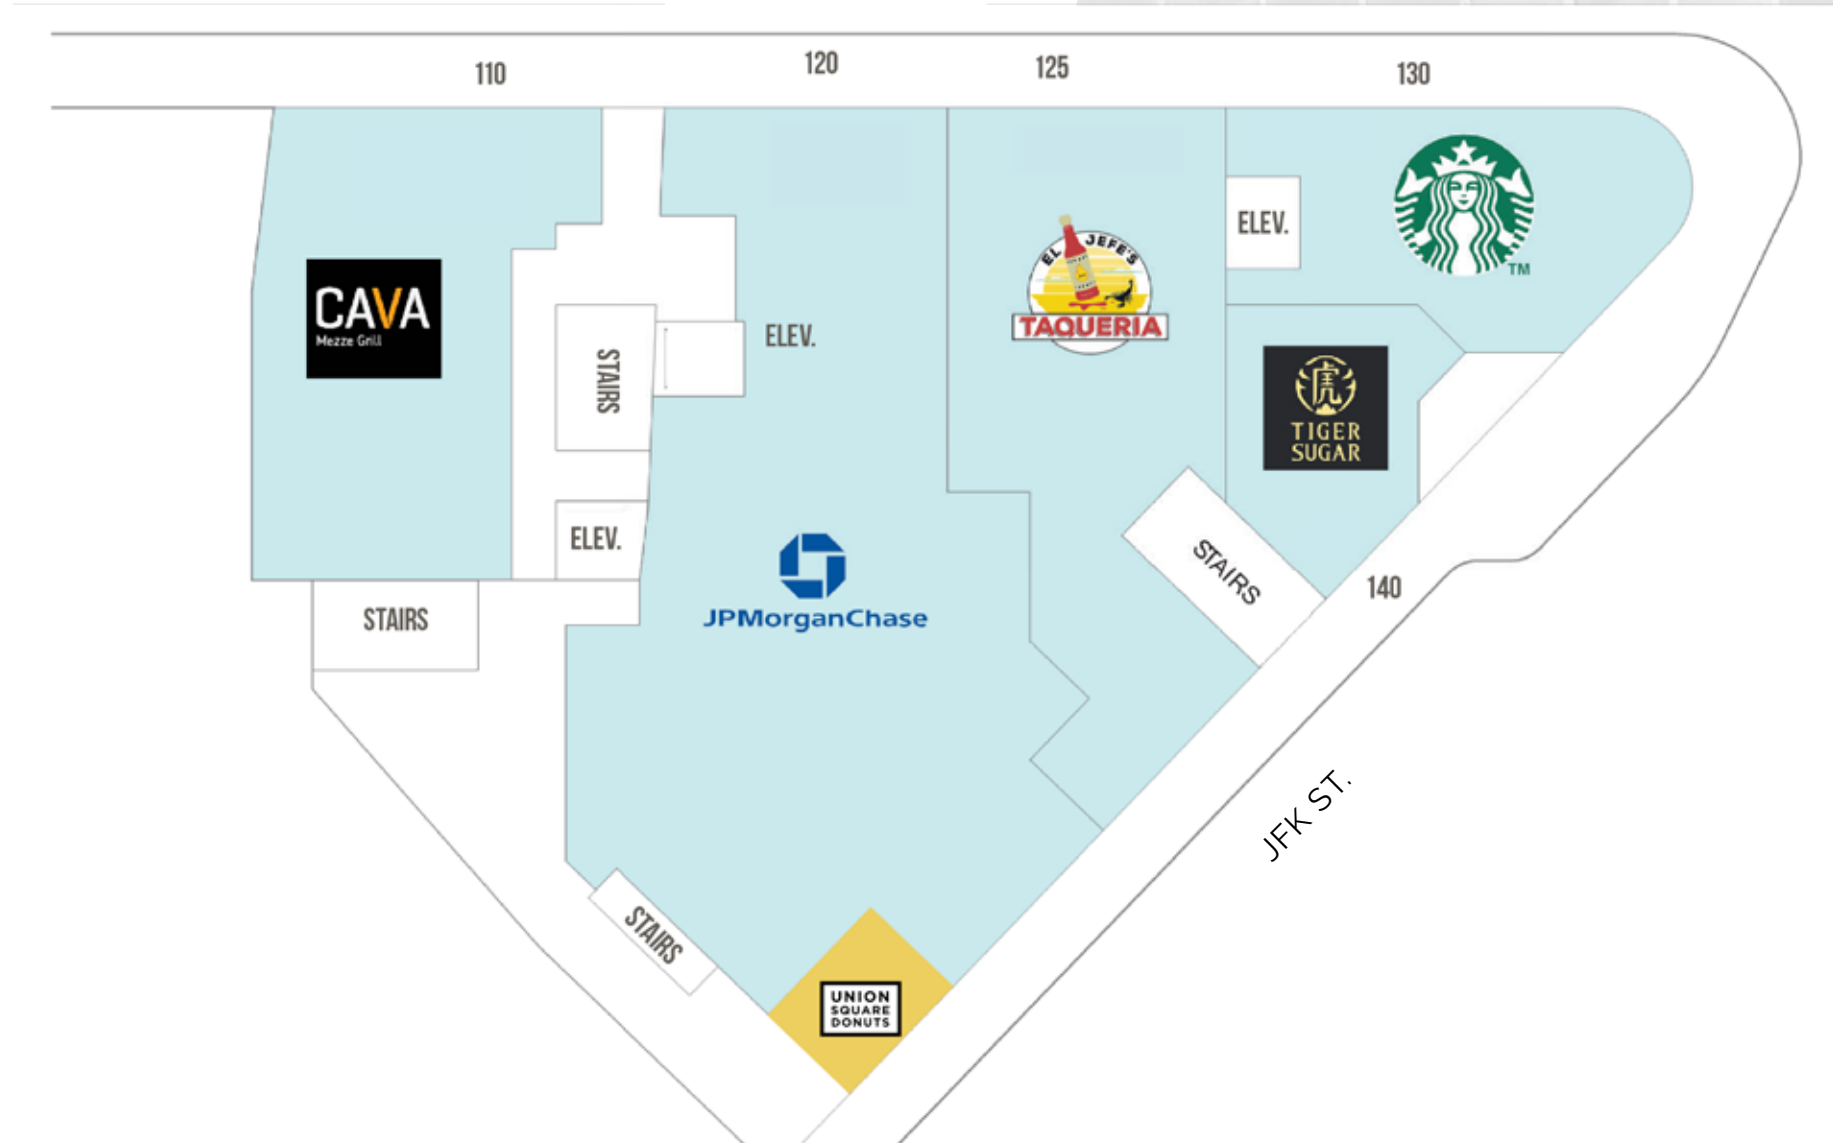 110
120
125
130
ELEV.
TM
EL JEFE'S
TAQUERIA
CAVA
Mezze Grill
STAIRS
ELEV.
虎
TIGER
SUGAR
ELEV.
STAIRS
140
STAIRS
JPMorganChase
JFK ST.
STAIRS
UNION
SQUARE
DONUTS